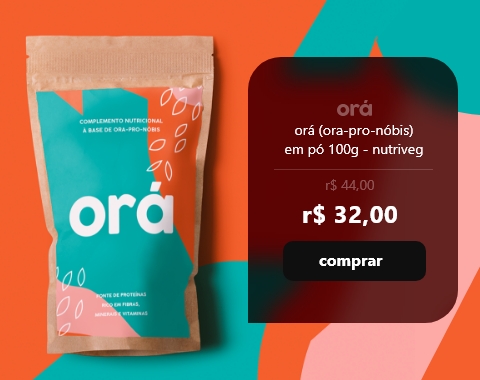 COMPLEMENTO NUTRICIONAL
À BASE DE ORA-PRO-NÓBIS
orá
FONTE DE PROTEÍNAS
RICO EM FIBRAS,
MINERAIS E VITAMINAS
orá
orá (ora-pro-nóbis)
em pó 100g - nutriveg
r$ 44,00
r$ 32,00
comprar